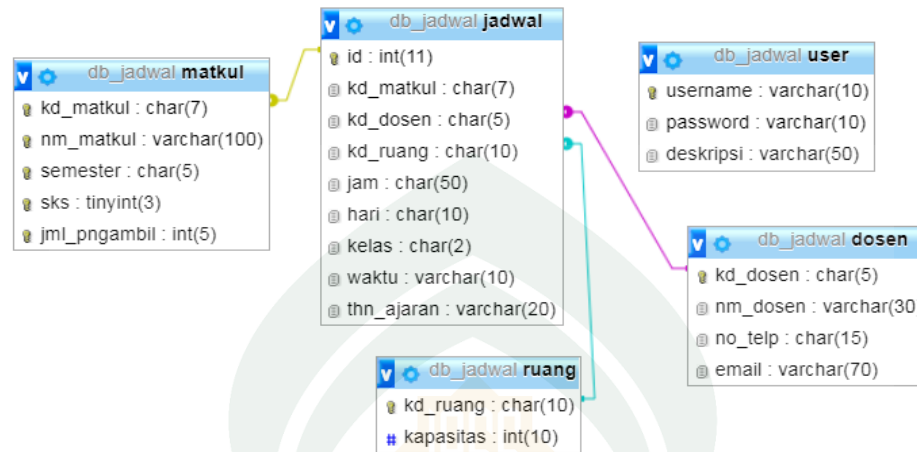 db_jadwal matkul
kd_matkul : char(7)
nm_matkul : varchar(100)
semester : char(5)
sks : tinyint(3)
jml_pngambil : int(5)
db_jadwal jadwal
id : int(11)
kd_matkul : char(7)
kd_dosen : char(5)
kd_ruang : char(10)
jam : char(50)
hari : char(10)
kelas : char(2)
waktu : varchar(10)
thn_ajaran : varchar(20)
db_jadwal user
username : varchar(10)
password : varchar(10)
deskripsi : varchar(50)
db_jadwal dosen
kd_dosen : char(5)
nm_dosen : varchar(30
no_telp : char(15)
email : varchar(70)
db_jadwal ruang
kd_ruang : char(10)
# kapasitas : int(10)